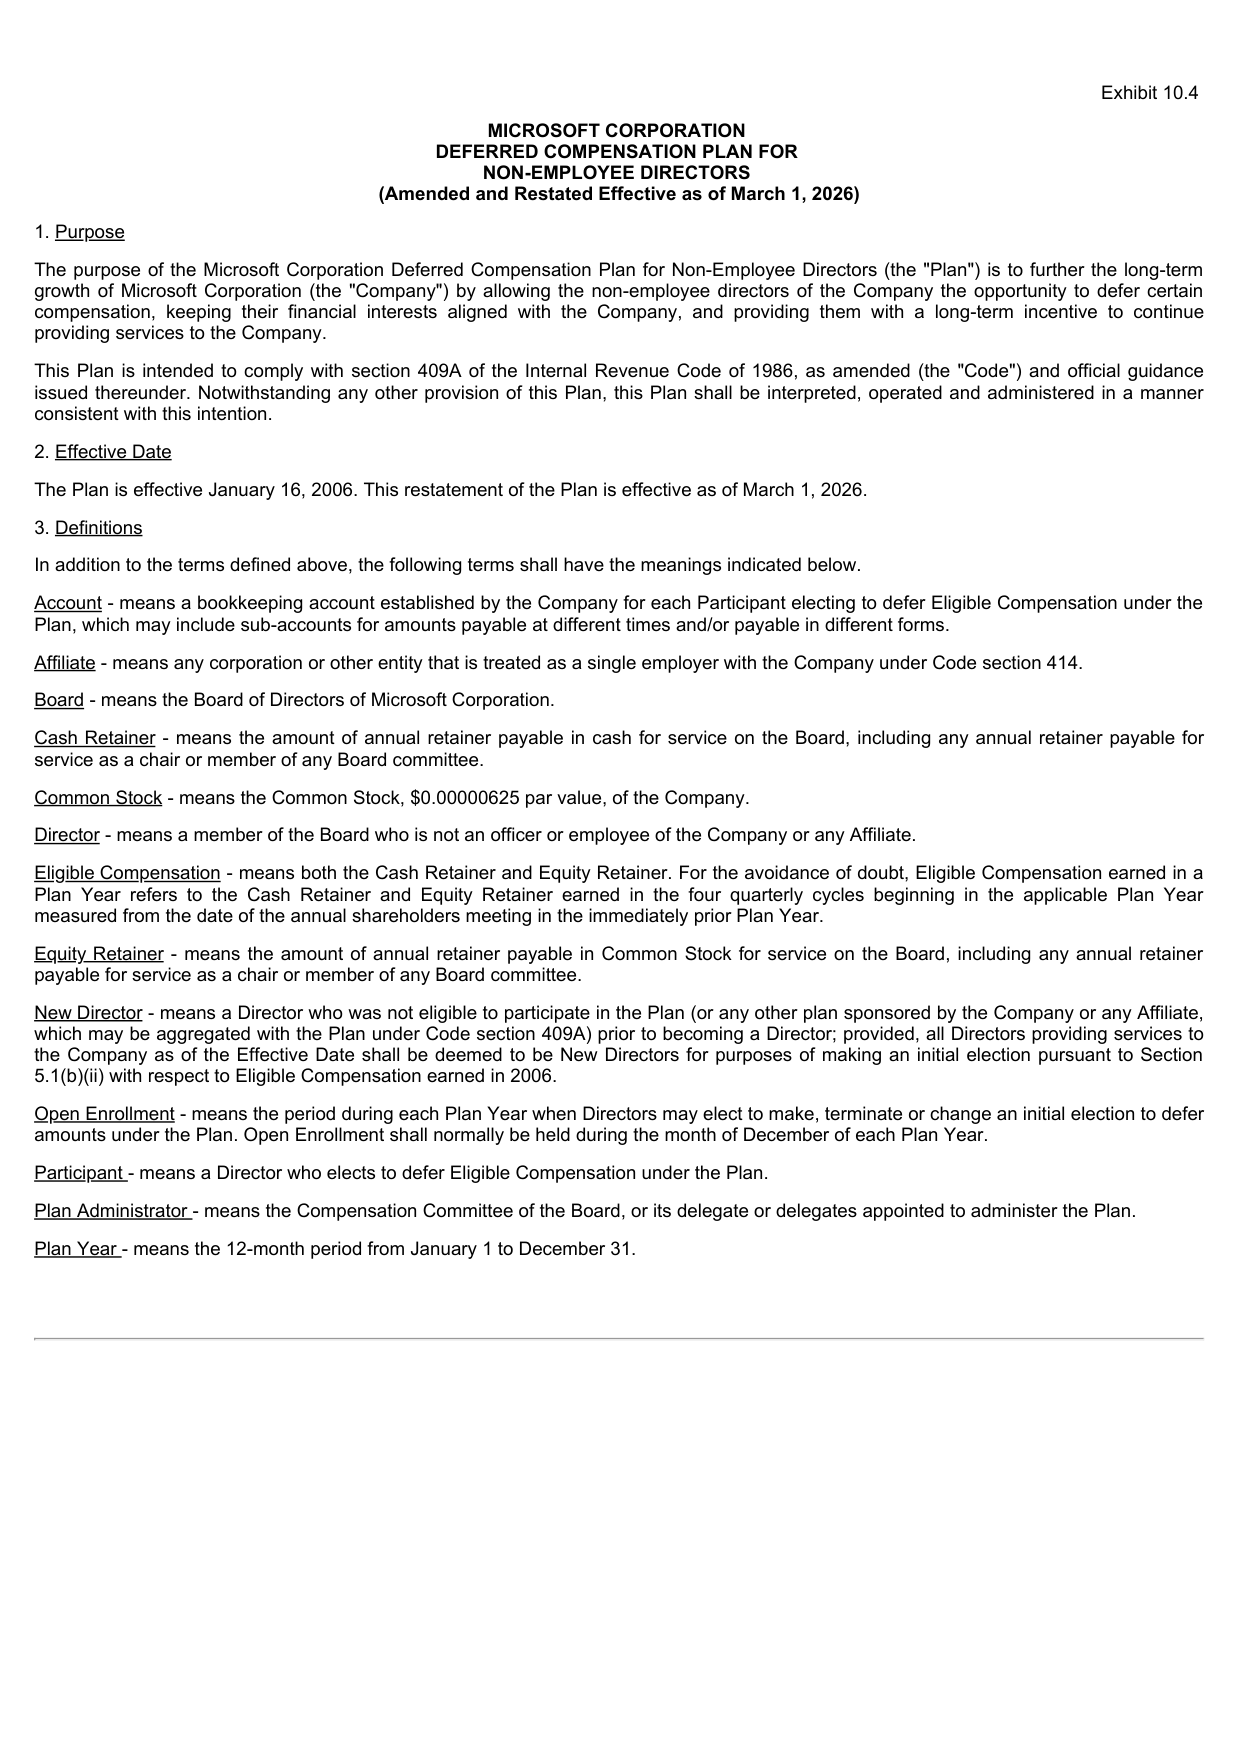 Exhibit 10.4
MICROSOFT CORPORATION
DEFERRED COMPENSATION PLAN FOR
NON-EMPLOYEE DIRECTORS
(Amended and Restated Effective as of March 1, 2026)
1. Purpose
The purpose of the Microsoft Corporation Deferred Compensation Plan for Non-Employee Directors (the "Plan") is to further the long-term
growth of Microsoft Corporation (the "Company") by allowing the non-employee directors of the Company the opportunity to defer certain
compensation, keeping their financial interests aligned with the Company, and providing them with a long-term incentive to continue
providing services to the Company.
This Plan is intended to comply with section 409A of the Internal Revenue Code of 1986, as amended (the "Code") and official guidance
issued thereunder. Notwithstanding any other provision of this Plan, this Plan shall be interpreted, operated and administered in a manner
consistent with this intention.
2. Effective Date
The Plan is effective January 16, 2006. This restatement of the Plan is effective as of March 1, 2026.
3. Definitions
In addition to the terms defined above, the following terms shall have the meanings indicated below.
Account - means a bookkeeping account established by the Company for each Participant electing to defer Eligible Compensation under the
Plan, which may include sub-accounts for amounts payable at different times and/or payable in different forms.
Affiliate - means any corporation or other entity that is treated as a single employer with the Company under Code section 414.
Board - means the Board of Directors of Microsoft Corporation.
Cash Retainer - means the amount of annual retainer payable in cash for service on the Board, including any annual retainer payable for
service as a chair or member of any Board committee.
Common Stock - means the Common Stock, $0.00000625 par value, of the Company.
Director - means a member of the Board who is not an officer or employee of the Company or any Affiliate.
Eligible Compensation - means both the Cash Retainer and Equity Retainer. For the avoidance of doubt, Eligible Compensation earned in a
Plan Year refers to the Cash Retainer and Equity Retainer earned in the four quarterly cycles beginning in the applicable Plan Year
measured from the date of the annual shareholders meeting in the immediately prior Plan Year.
Equity Retainer - means the amount of annual retainer payable in Common Stock for service on the Board, including any annual retainer
payable for service as a chair or member of any Board committee.
New Director - means a Director who was not eligible to participate in the Plan (or any other plan sponsored by the Company or any Affiliate,
which may be aggregated with the Plan under Code section 409A) prior to becoming a Director; provided, all Directors providing services to
the Company as of the Effective Date shall be deemed to be New Directors for purposes of making an initial election pursuant to Section
5.1(b)(ii) with respect to Eligible Compensation earned in 2006.
Open Enrollment - means the period during each Plan Year when Directors may elect to make, terminate or change an initial election to defer
amounts under the Plan. Open Enrollment shall normally be held during the month of December of each Plan Year.
Participant - means a Director who elects to defer Eligible Compensation under the Plan.
Plan Administrator - means the Compensation Committee of the Board, or its delegate or delegates appointed to administer the Plan.
Plan Year - means the 12-month period from January 1 to December 31.